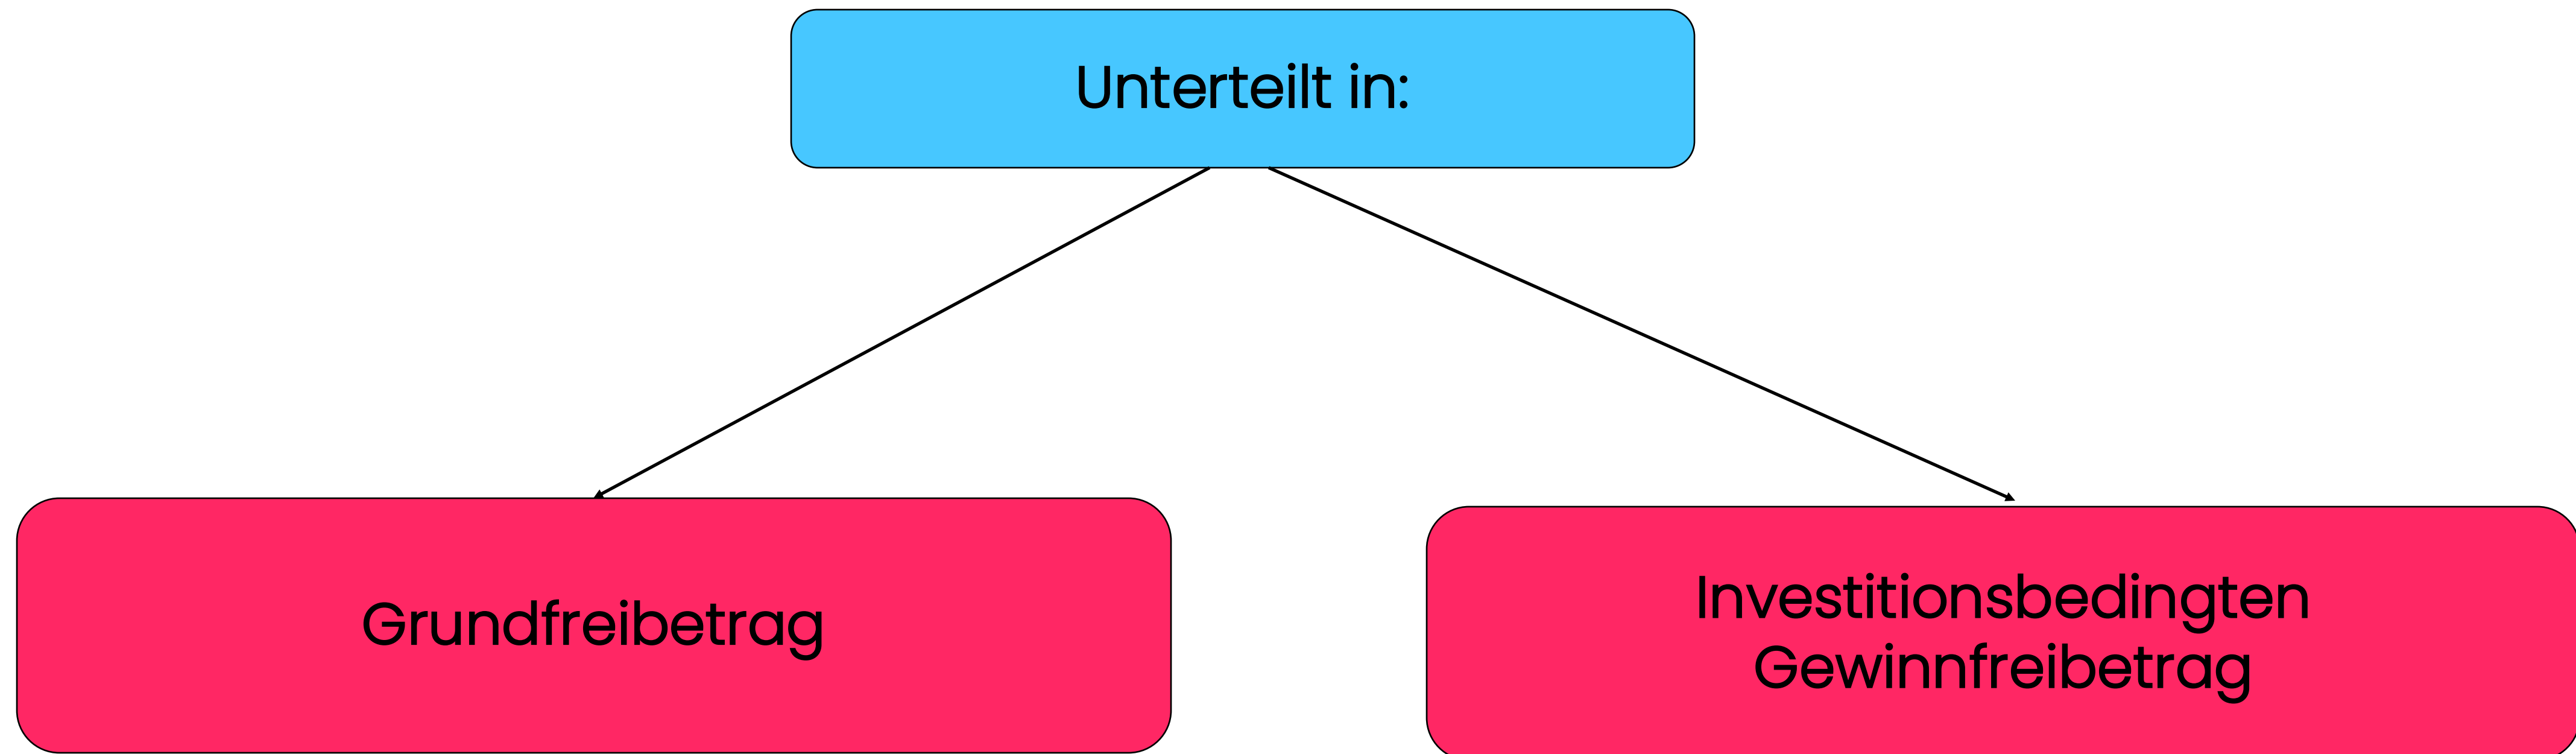 Unterteilt in:
Grundfreibetrag
Investitionsbedingten
Gewinnfreibetrag